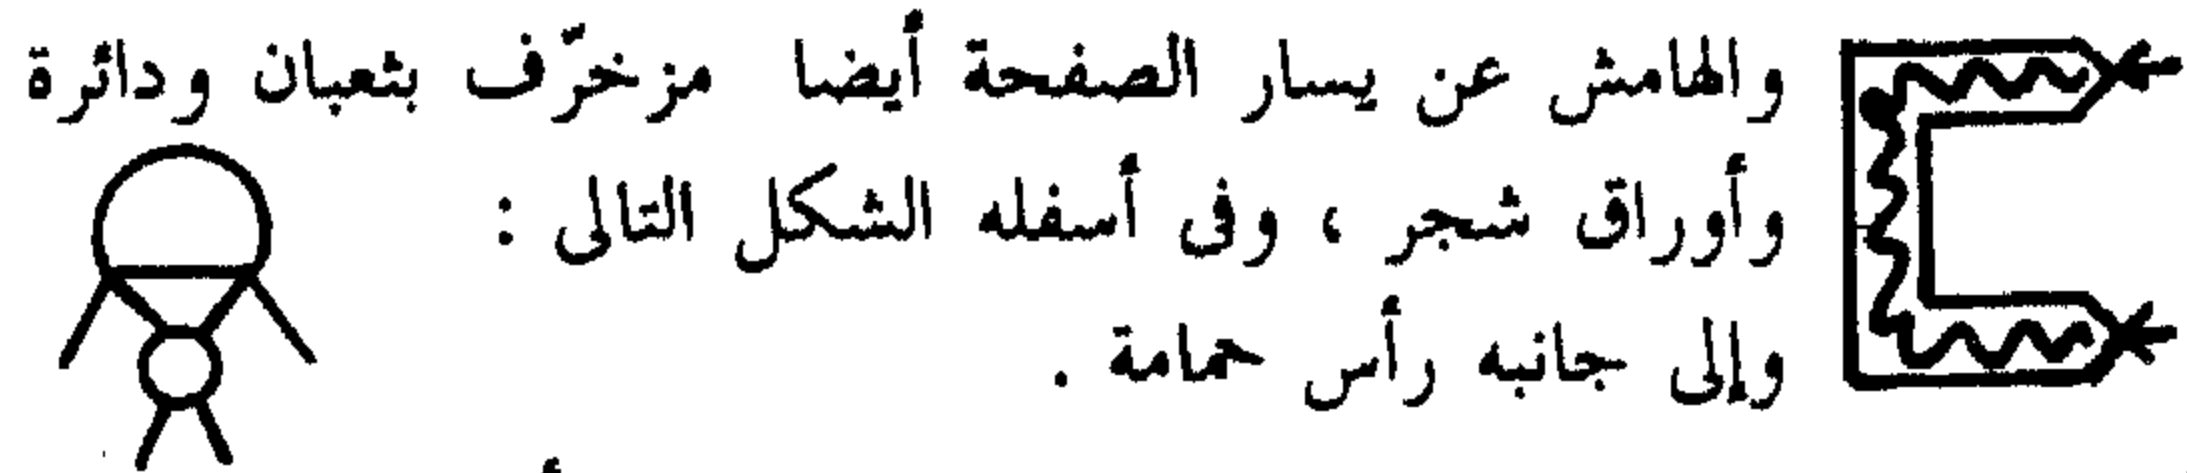 والهامش عن يسار الصفحة أيضا مزخرّف بثعبان ودائرة
وأوراق شجر ، وفى أسفله الشكل التالى :
وإلى جانبه رأس حمامة .